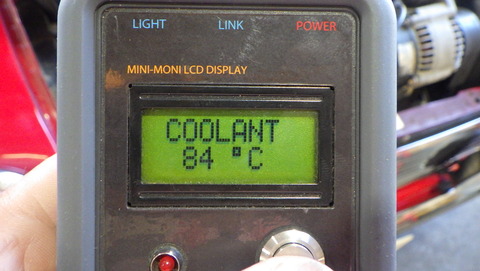 LIGHT LINK POWER
MINI-MONI LCD DISPLAY
COOLANT
84 °C